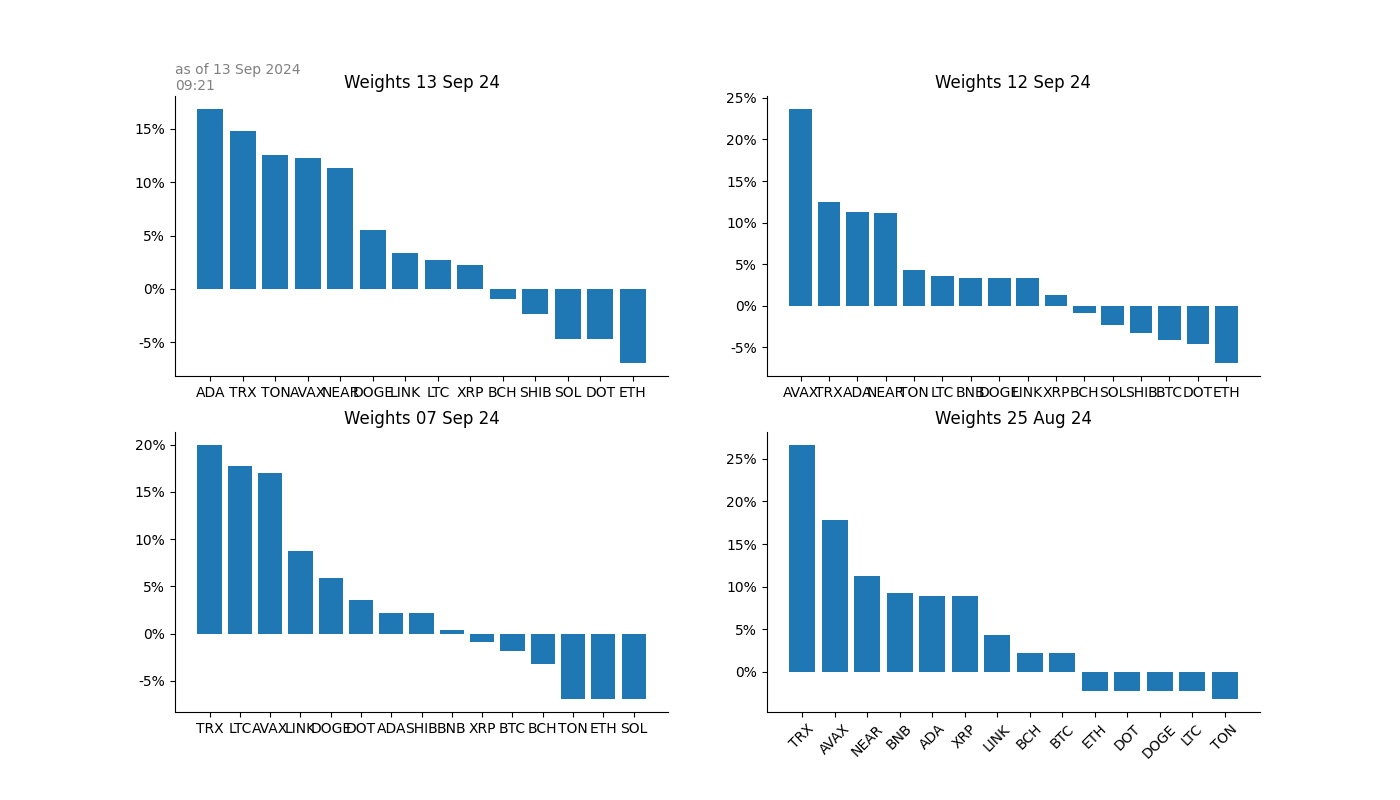 as of 13 Sep 2024
09:21
Weights 13 Sep 24
15%
10%
5%
0%
-5%
ADA TRX TON AVAX NEAR DOGE LINK LTC XRP BCH SHIB SOL DOT ETH
Weights 12 Sep 24
25%
20%
15%
10%
5%
0%
-5%
AVAX TRX ADA NEAR TON LTC BNB DOGE LINK XRP BCH SOL SHIB BTC DOT ETH
Weights 07 Sep 24
20%
15%
10%
5%
0%
-5%
TRX LTC AVAX LINK DOGE DOT ADA SHIB BNB XRP BTC BCH TON ETH SOL
Weights 25 Aug 24
25%
20%
15%
10%
5%
0%
TRX AVAX NEAR BNB ADA XRP LINK BCH BTC ETH DOT DOGE LTC TON